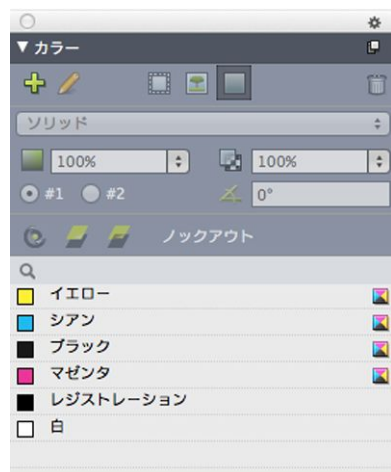 カラー
ソリッド
100% 100%
#1 #2 0°
ノックアウト
イエロー
シアン
ブラック
マゼンタ
レジストレーション
白